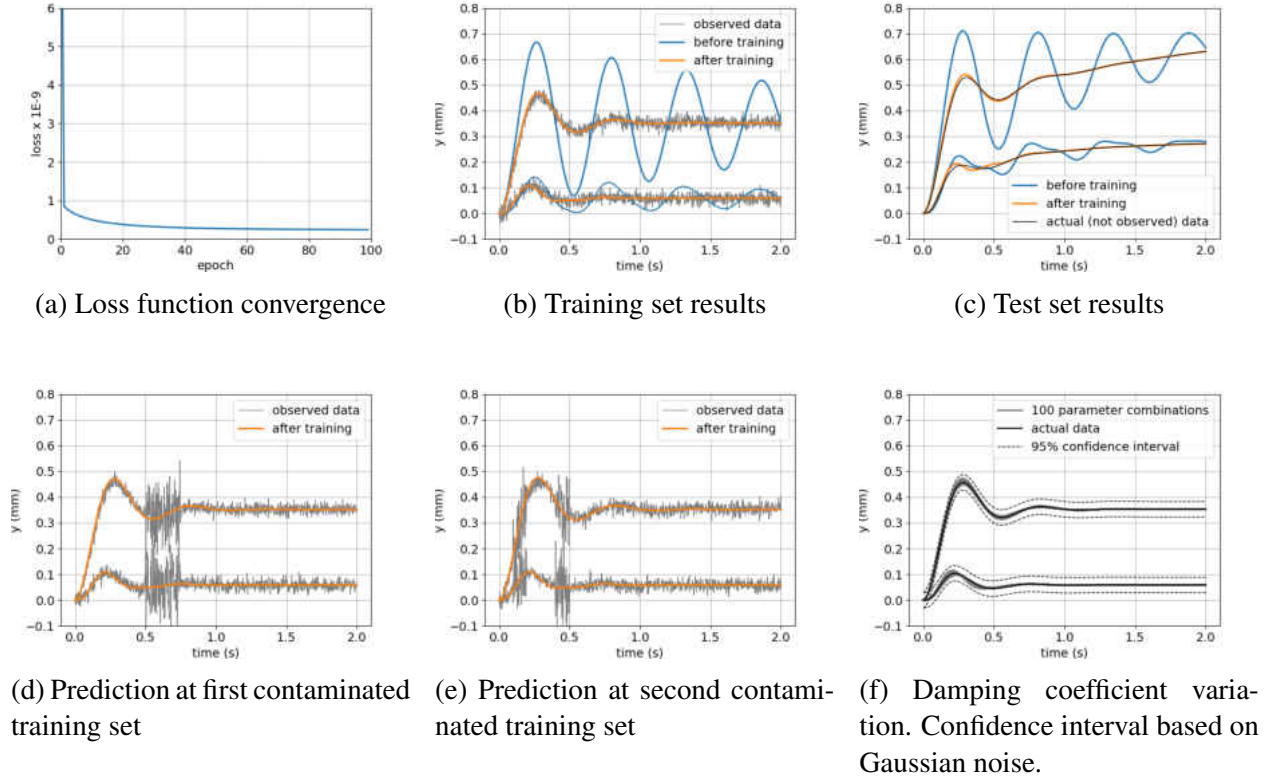 6
5
4
3
2
1
0
loss x 1E-9
0 20 40 60 80 100
epoch
(a) Loss function convergence
0.8
0.7
0.6
0.5
0.4
0.3
0.2
0.1
0.0
−0.1
y (mm)
observed data
before training
after training
0.0 0.5 1.0 1.5 2.0
time (s)
(b) Training set results
0.8
0.7
0.6
0.5
0.4
0.3
0.2
0.1
0.0
−0.1
y (mm)
before training
after training
actual (not observed) data
0.0 0.5 1.0 1.5 2.0
time (s)
(c) Test set results
0.8
0.7
0.6
0.5
0.4
0.3
0.2
0.1
0.0
−0.1
y (mm)
observed data
after training
0.0 0.5 1.0 1.5 2.0
time (s)
(d) Prediction at first contaminated
training set
0.8
0.7
0.6
0.5
0.4
0.3
0.2
0.1
0.0
−0.1
y (mm)
observed data
after training
0.0 0.5 1.0 1.5 2.0
time (s)
(e) Prediction at second contami-
nated training set
0.8
0.7
0.6
0.5
0.4
0.3
0.2
0.1
0.0
−0.1
y (mm)
100 parameter combinations
actual data
95% confidence interval
0.0 0.5 1.0 1.5 2.0
time (s)
(f) Damping coefficient varia-
tion. Confidence interval based on
Gaussian noise.